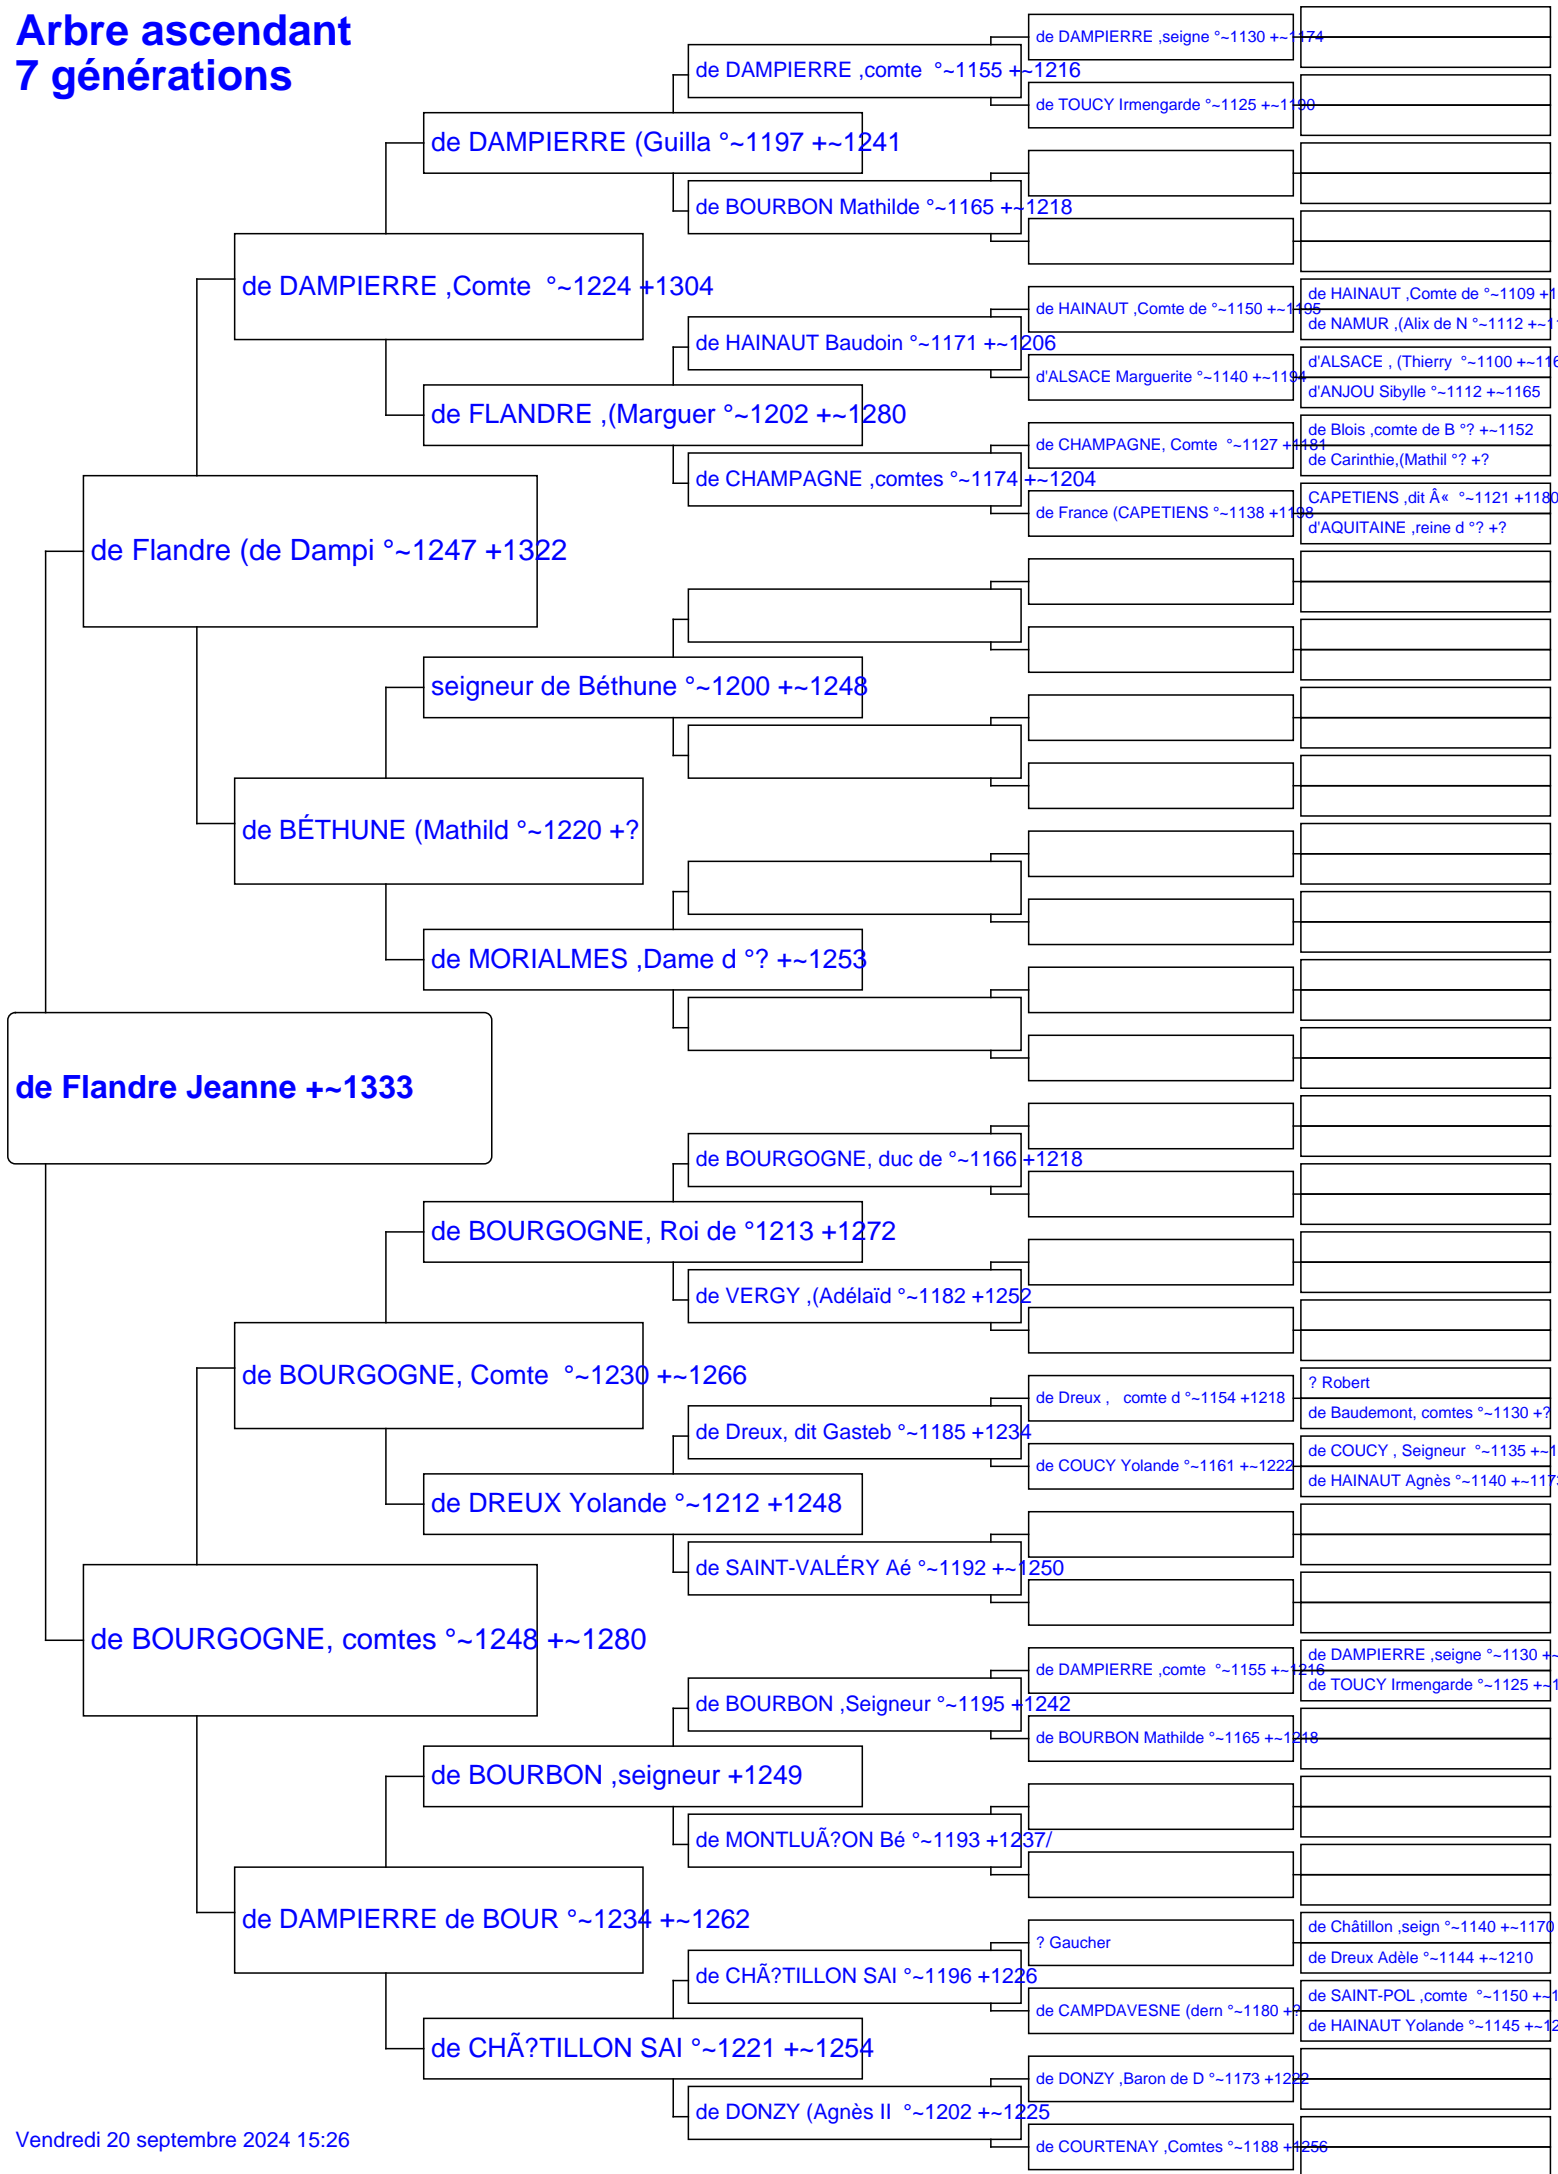 Arbre ascendant
7 générations
de DAMPIERRE ,seigne °~1130 +~1174
de DAMPIERRE ,comte °~1155 +~1216
de TOUCY Irmengarde °~1125 +~1190
de DAMPIERRE (Guilla °~1197 +~1241
de BOURBON Mathilde °~1165 +~1218
de DAMPIERRE ,Comte °~1224 +1304
de HAINAUT ,Comte de °~1109 +1
de HAINAUT ,Comte de °~1150 +~1195
de NAMUR ,(Alix de N °~1112 +~1
de HAINAUT Baudoin °~1171 +~1206
d'ALSACE , (Thierry °~1100 +~116
d'ALSACE Marguerite °~1140 +~1194
d'ANJOU Sibylle °~1112 +~1165
de FLANDRE ,(Marguer °~1202 +~1280
de Blois ,comte de B °? +~1152
de CHAMPAGNE, Comte °~1127 +1181
de Carinthie,(Mathil °? +?
de CHAMPAGNE ,comtes °~1174 +~1204
CAPETIENS ,dit Â« °~1121 +1180
de France (CAPETIENS °~1138 +1198
d'AQUITAINE ,reine d °? +?
de Flandre (de Dampi °~1247 +1322
seigneur de Béthune °~1200 +~1248
de BÉTHUNE (Mathild °~1220 +?
de MORIALMES ,Dame d °? +~1253
de Flandre Jeanne +~1333
de BOURGOGNE, duc de °~1166 +1218
de BOURGOGNE, Roi de °1213 +1272
de VERGY ,(Adélaïd °~1182 +1252
de BOURGOGNE, Comte °~1230 +~1266
? Robert
de Dreux , comte d °~1154 +1218
de Baudemont, comtes °~1130 +?
de Dreux, dit Gasteb °~1185 +1234
de COUCY , Seigneur °~1135 +~1
de COUCY Yolande °~1161 +~1222
de HAINAUT Agnès °~1140 +~1173
de DREUX Yolande °~1212 +1248
de SAINT-VALÉRY Aé °~1192 +~1250
de BOURGOGNE, comtes °~1248 +~1280
de DAMPIERRE ,seigne °~1130 +~
de DAMPIERRE ,comte °~1155 +~1216
de TOUCY Irmengarde °~1125 +~1
de BOURBON ,Seigneur °~1195 +1242
de BOURBON Mathilde °~1165 +~1218
de BOURBON ,seigneur +1249
de MONTLUÃ?ON Bé °~1193 +1237/
de DAMPIERRE de BOUR °~1234 +~1262
de Châtillon ,seign °~1140 +~1170
? Gaucher
de Dreux Adèle °~1144 +~1210
de CHÃ?TILLON SAI °~1196 +1226
de SAINT-POL ,comte °~1150 +~1
de CAMPDAVESNE (dern °~1180 +?
de HAINAUT Yolande °~1145 +~12
de CHÃ?TILLON SAI °~1221 +~1254
de DONZY ,Baron de D °~1173 +1222
de DONZY (Agnès II °~1202 +~1225
de COURTENAY ,Comtes °~1188 +1256
Vendredi 20 septembre 2024 15:26